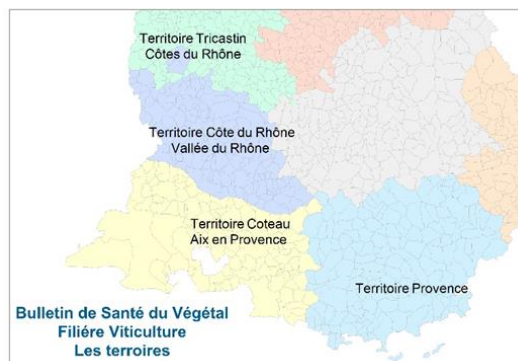 Territoire Tricastin
Côtes du Rhône
Territoire Côte du Rhône
Vallée du Rhône
Territoire Coteau
Aix en Provence
Territoire Provence
Bulletin de Santé du Végétal
Filiére Viticulture
Les terroires